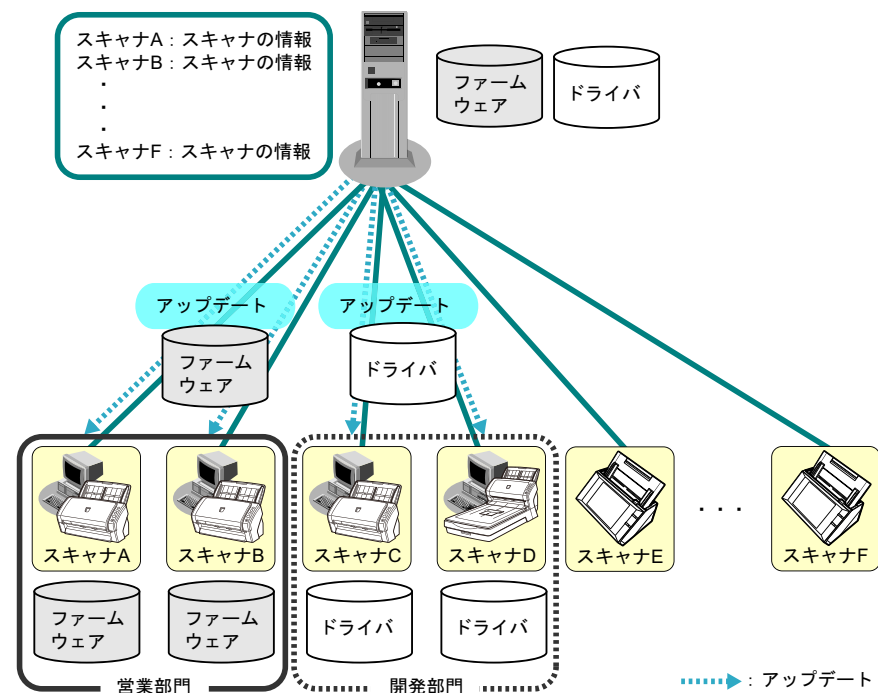 スキャナA：スキャナの情報
スキャナB：スキャナの情報
・
・
・
スキャナF：スキャナの情報
ファーム
ウェア
ドライバ
アップデート
ファーム
ウェア
アップデート
ドライバ
スキャナA
スキャナB
スキャナC
スキャナD
スキャナE
・・・
スキャナF
ファーム
ウェア
ファーム
ウェア
ドライバ
ドライバ
営業部門
開発部門
：アップデート